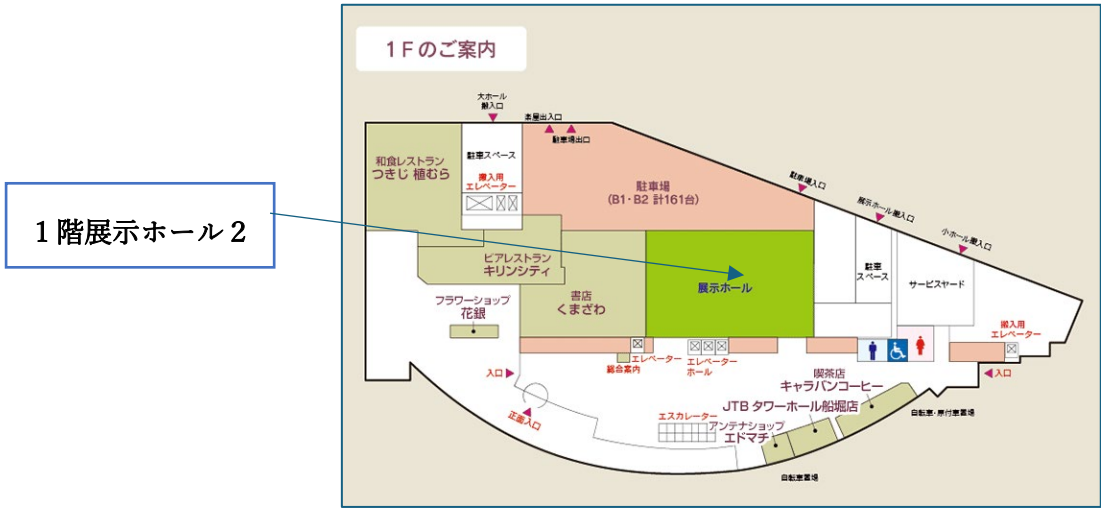 1Fのご案内
大ホール
搬入口
楽屋出入口
駐車場出口
和食レストラン
つきじ 植むら
駐車スペース
搬入用
エレベーター
駐車場
(B1・B2 計161台)
駐車場入口
展示ホール搬入口
小ホール搬入口
1階展示ホール2
ビアレストラン
キリンシティ
展示ホール
駐車
スペース
サービスヤード
書店
くまざわ
フラワーショップ
花銀
搬入用
エレベーター
エレベーター
総合案内
エレベーター
ホール
入口
入口
喫茶店
キャラバンコーヒー
JTBタワーホール船堀店
アンテナショップ
エドマチ
エスカレーター
正面入口
自転車・原付車置場
自転車置場